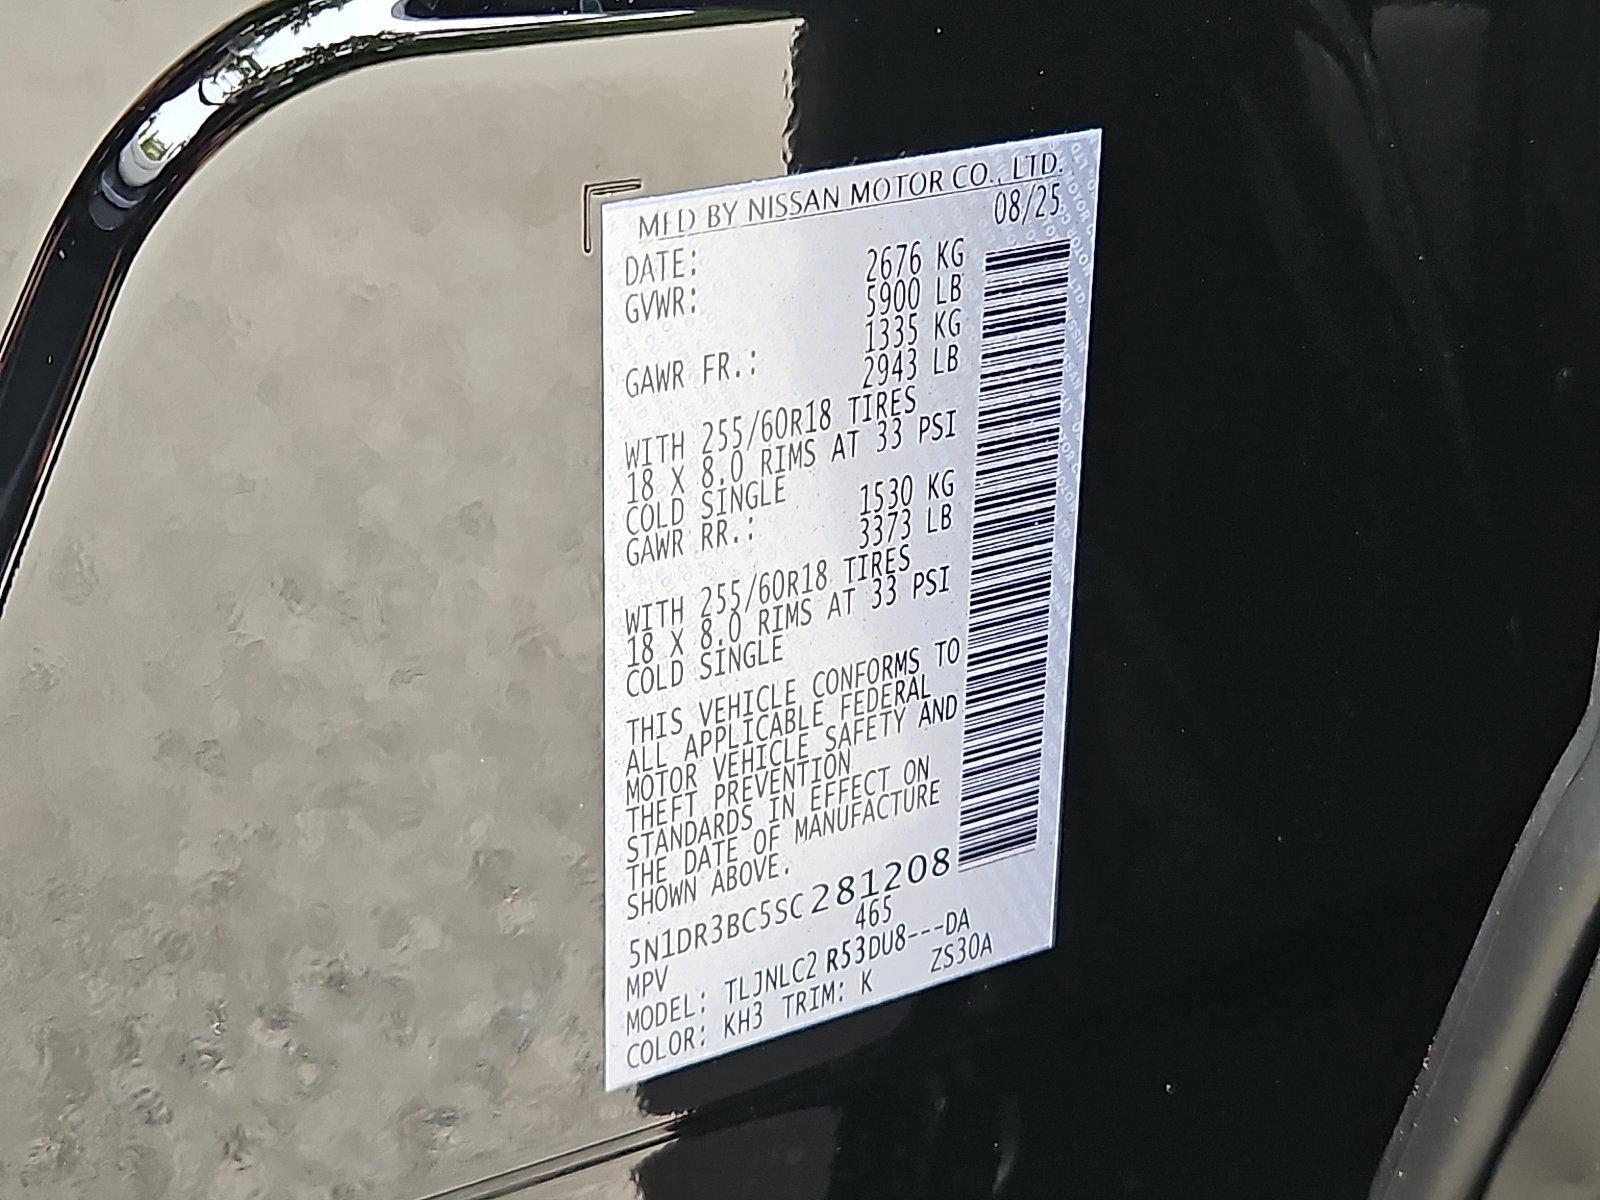 MFD BY NISSAN MOTOR CO., LTD.
DATE: 08/25
GVWR: 2676 KG
5900 LB
GAWR FR.: 1335 KG
2943 LB
WITH 255/60R18 TIRES
18 X 8.0 RIMS AT 33 PSI
COLD SINGLE
GAWR RR.: 1530 KG
3373 LB
WITH 255/60R18 TIRES
18 X 8.0 RIMS AT 33 PSI
COLD SINGLE
THIS VEHICLE CONFORMS TO
ALL APPLICABLE FEDERAL
MOTOR VEHICLE SAFETY AND
THEFT PREVENTION
STANDARDS IN EFFECT ON
THE DATE OF MANUFACTURE
SHOWN ABOVE.
5N1DR3BC5SC281208
MPV 465
MODEL: TLJNLC2 R53DU8---DA
COLOR: KH3 TRIM: K ZS30A